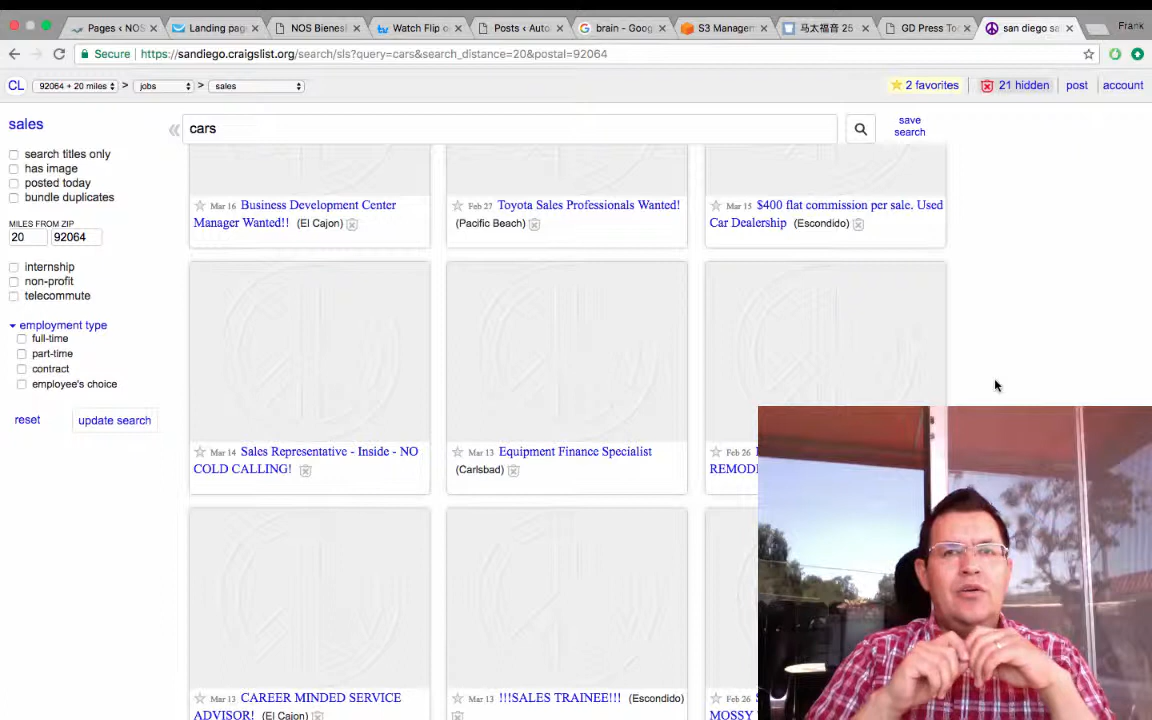 Pages ‹ NOS
Landing pag
NOS Bienes
Watch Flip o
Posts ‹ Auto
brain - Goog
S3 Managem
马太福音 25
GD Press To
san diego sa
Frank
Secure
https://sandiego.craigslist.org/search/sls?query=cars&search_distance=20&postal=92064
CL
92064 + 20 miles
>
jobs
>
sales
2 favorites
21 hidden
post
account
sales
cars
save
search
search titles only
has image
posted today
bundle duplicates
MILES FROM ZIP
20
92064
internship
non-profit
telecommute
employment type
full-time
part-time
contract
employee's choice
reset
update search
Mar 16 Business Development Center
Manager Wanted!! (El Cajon)
Feb 27 Toyota Sales Professionals Wanted!
(Pacific Beach)
Mar 15 $400 flat commission per sale. Used
Car Dealership (Escondido)
Mar 14 Sales Representative - Inside - NO
COLD CALLING!
Mar 13 Equipment Finance Specialist
(Carlsbad)
Feb 26
REMODE
Mar 13 CAREER MINDED SERVICE
ADVISOR! (El Cajon)
Mar 13 !!!SALES TRAINEE!!! (Escondido)
Feb 26
MOSSY